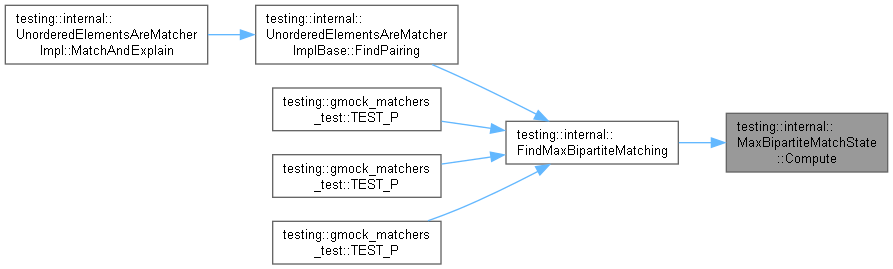 testing::internal::
UnorderedElementsAreMatcher
Impl::MatchAndExplain
testing::internal::
UnorderedElementsAreMatcher
ImplBase::FindPairing
testing::gmock_matchers
_test::TEST_P
testing::gmock_matchers
_test::TEST_P
testing::gmock_matchers
_test::TEST_P
testing::internal::
FindMaxBipartiteMatching
testing::internal::
MaxBipartiteMatchState
::Compute